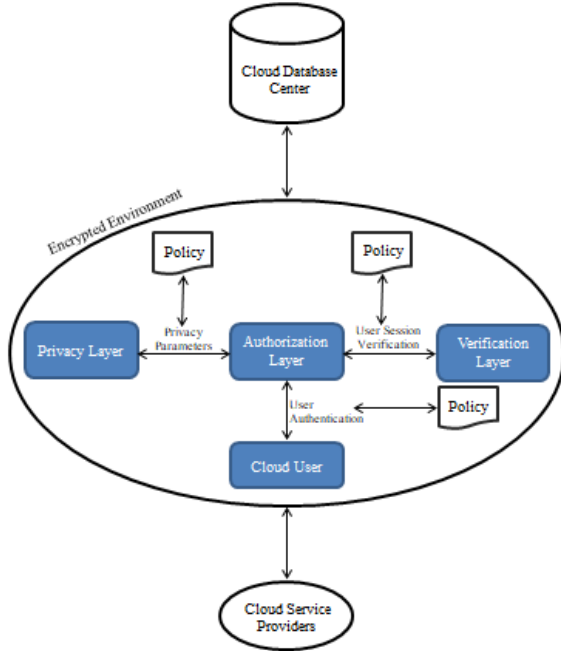 Cloud Database
Center
Encrypted Environment
Policy
Policy
Privacy Layer
Privacy
Parameters
Authorization
Layer
User Session
Verification
Verification
Layer
User
Authentication
Policy
Cloud User
Cloud Service
Providers